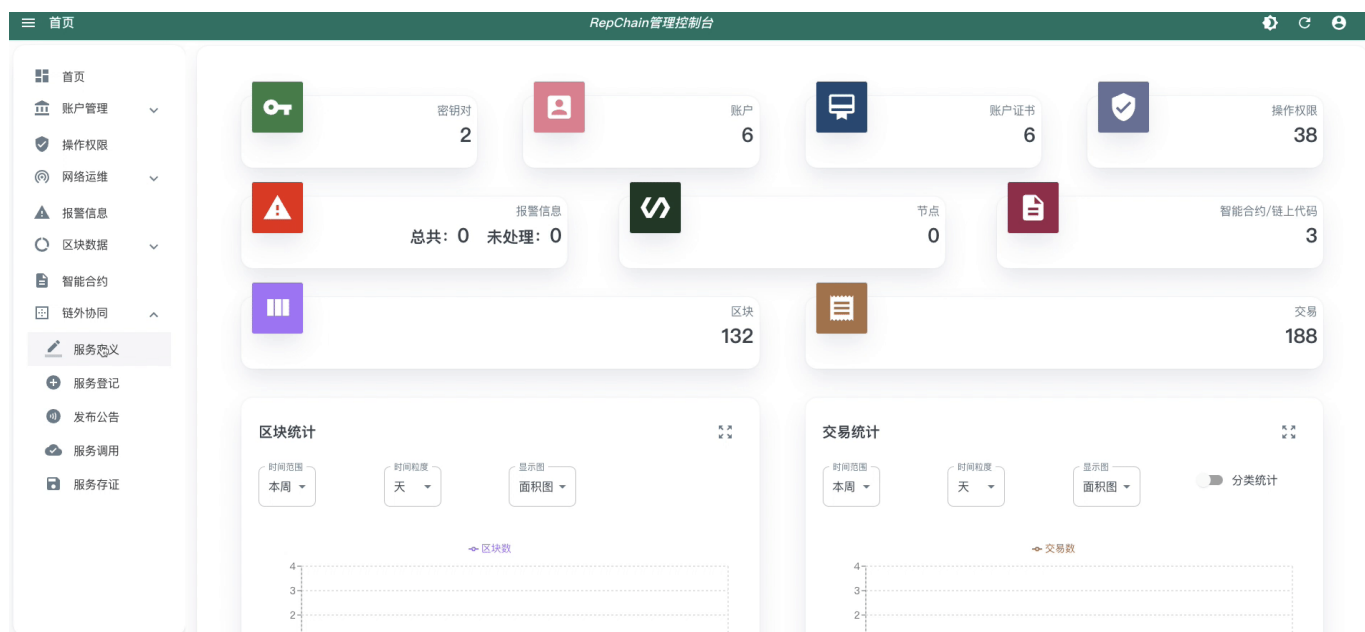 首页
RepChain管理控制台
首页
账户管理
操作权限
网络运维
报警信息
区块数据
智能合约
链外协同
服务定义
服务登记
发布公告
服务调用
服务存证
密钥对
2
账户
6
账户证书
6
操作权限
38
报警信息
总共：0 未处理：0
节点
0
智能合约/链上代码
3
区块
132
交易
188
区块统计
时间范围
本周
时间粒度
天
显示图
面积图
区块数
4
3
2
交易统计
时间范围
本周
时间粒度
天
显示图
面积图
分类统计
交易数
4
3
2